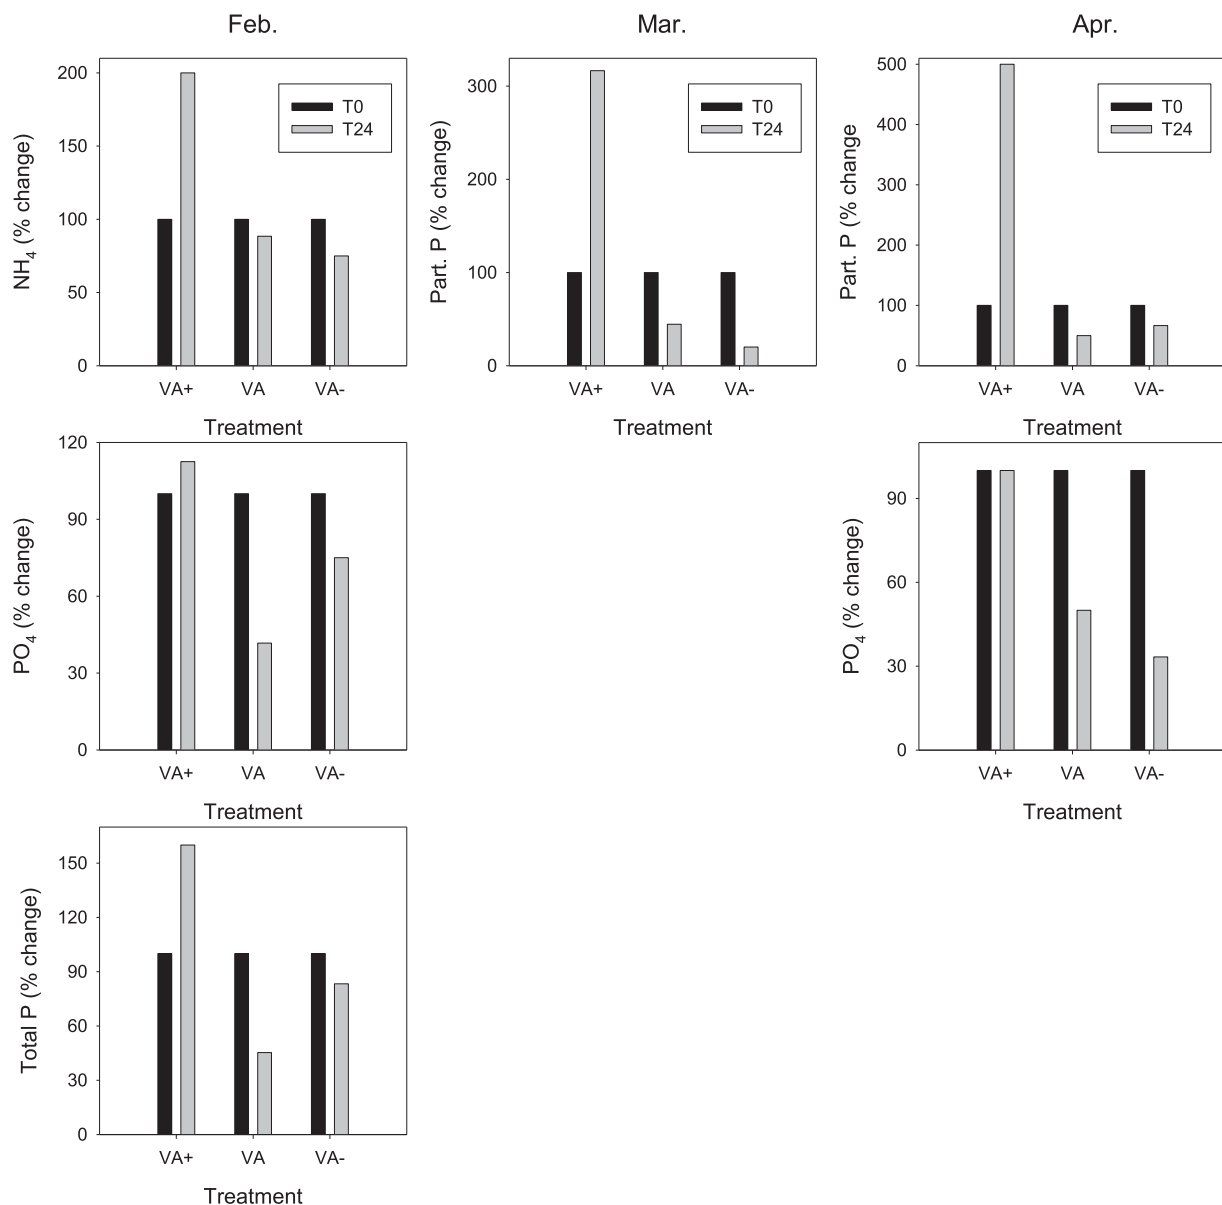 Feb.
Mar.
Apr.
NH4 (% change)
200
150
100
50
0
T0
T24
VA+ VA VA-
Treatment
Part. P (% change)
300
200
100
0
T0
T24
VA+ VA VA-
Treatment
Part. P (% change
500
400
300
200
100
0
T0
T24
VA+ VA VA-
Treatment
PO4 (% change)
120
90
60
30
0
VA+ VA VA-
Treatment
PO4 (% change)
90
60
30
0
VA+ VA VA-
Treatment
Total P (% change)
150
120
90
60
30
0
VA+ VA VA-
Treatment